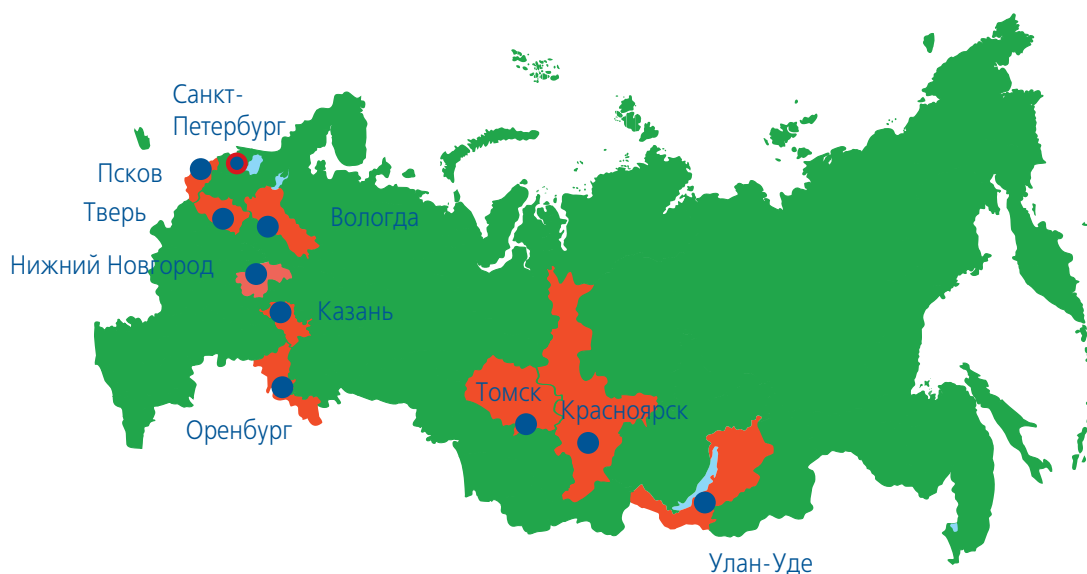 Санкт-
Петербург
Псков
Тверь
Вологда
Нижний Новгород
Казань
Оренбург
Томск
Красноярск
Улан-Уде